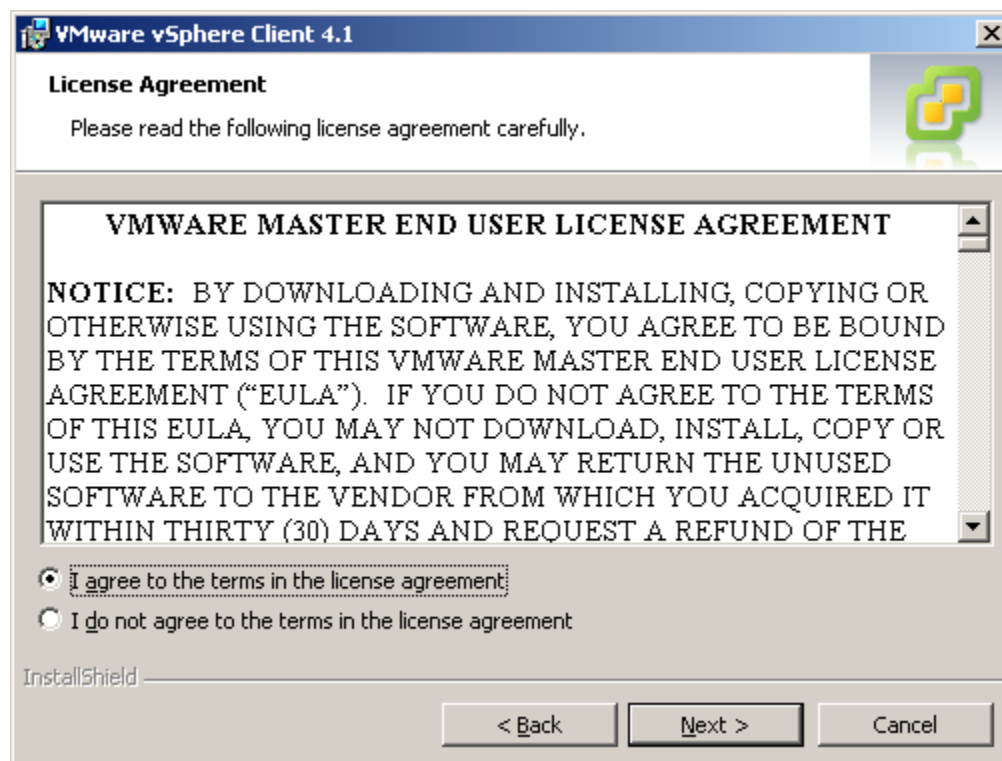 VMware vSphere Client 4.1
License Agreement
Please read the following license agreement carefully.
VMWARE MASTER END USER LICENSE AGREEMENT
NOTICE: BY DOWNLOADING AND INSTALLING, COPYING OR
OTHERWISE USING THE SOFTWARE, YOU AGREE TO BE BOUND
BY THE TERMS OF THIS VMWARE MASTER END USER LICENSE
AGREEMENT (“EULA”). IF YOU DO NOT AGREE TO THE TERMS
OF THIS EULA, YOU MAY NOT DOWNLOAD, INSTALL, COPY OR
USE THE SOFTWARE, AND YOU MAY RETURN THE UNUSED
SOFTWARE TO THE VENDOR FROM WHICH YOU ACQUIRED IT
WITHIN THIRTY (30) DAYS AND REQUEST A REFUND OF THE
I agree to the terms in the license agreement
I do not agree to the terms in the license agreement
InstallShield
< Back Next > Cancel